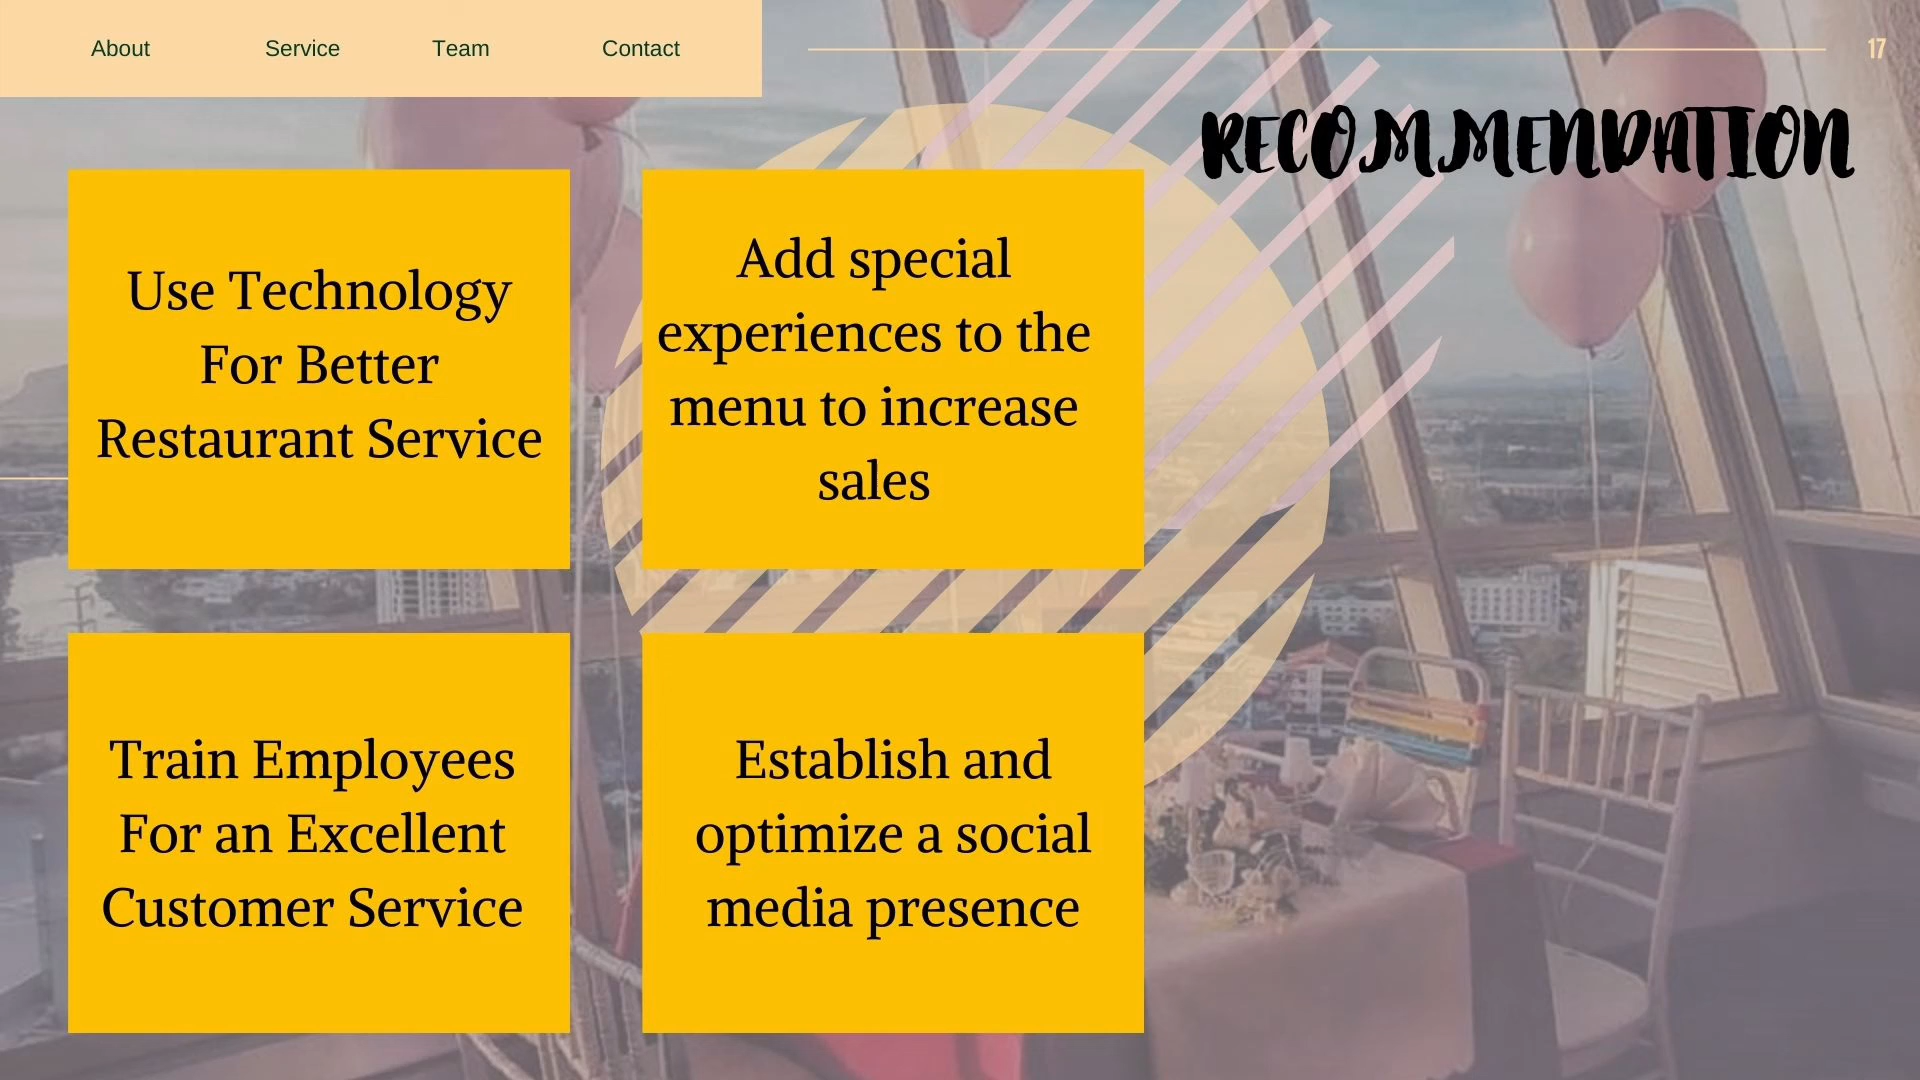 About Service Team Contact
17
RECOMMENDATION
Use Technology
For Better
Restaurant Service
Add special
experiences to the
menu to increase
sales
Train Employees
For an Excellent
Customer Service
Establish and
optimize a social
media presence